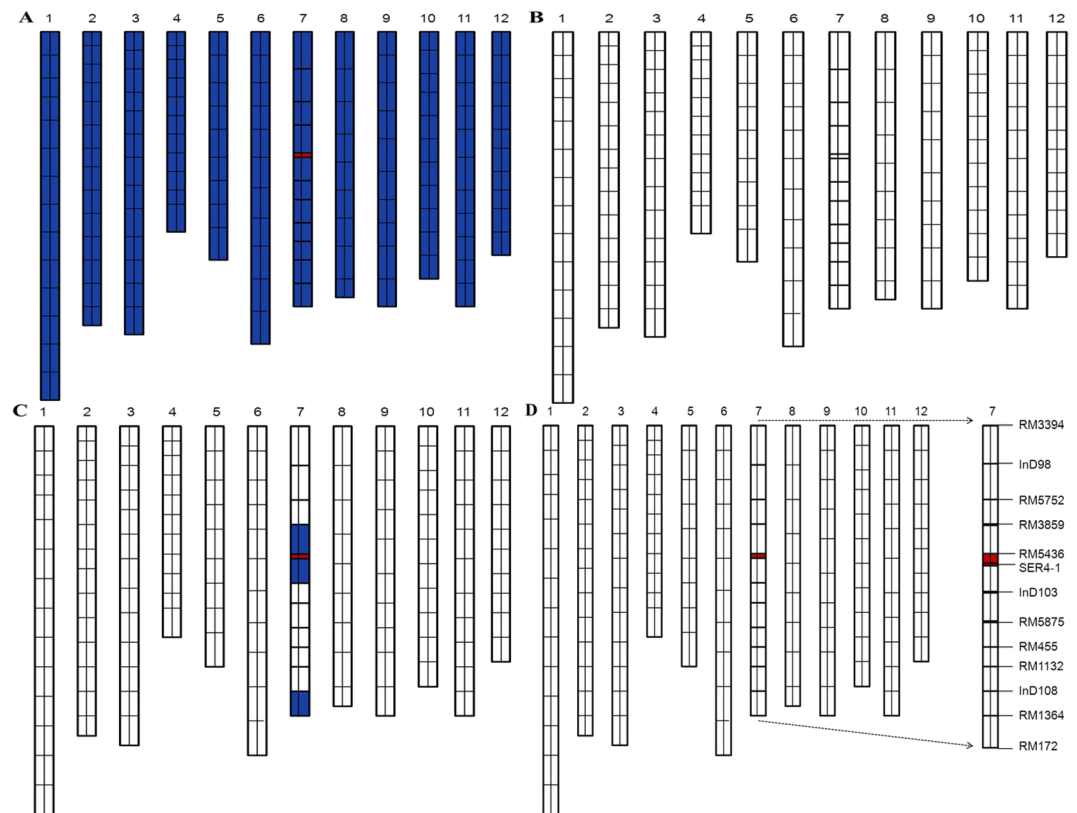 A 1 2 3 4 5 6 7 8 9 10 11 12
B 1 2 3 4 5 6 7 8 9 10 11 12
C 1 2 3 4 5 6 7 8 9 10 11 12
D 1 2 3 4 5 6 7 8 9 10 11 12 7
RM3394
InD98
RM5752
RM3859
RM5436
SER4-1
InD103
RM5875
RM455
RM1132
InD108
RM1364
RM172